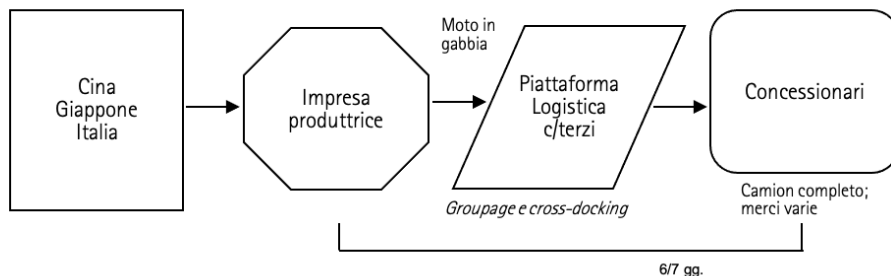 Cina
Giappone
Italia
Impresa
produttrice
Moto in
gabbia
Piattaforma
Logistica
c/terzi
Groupage e cross-docking
Concessionari
Camion completo;
merci varie
6/7 gg.